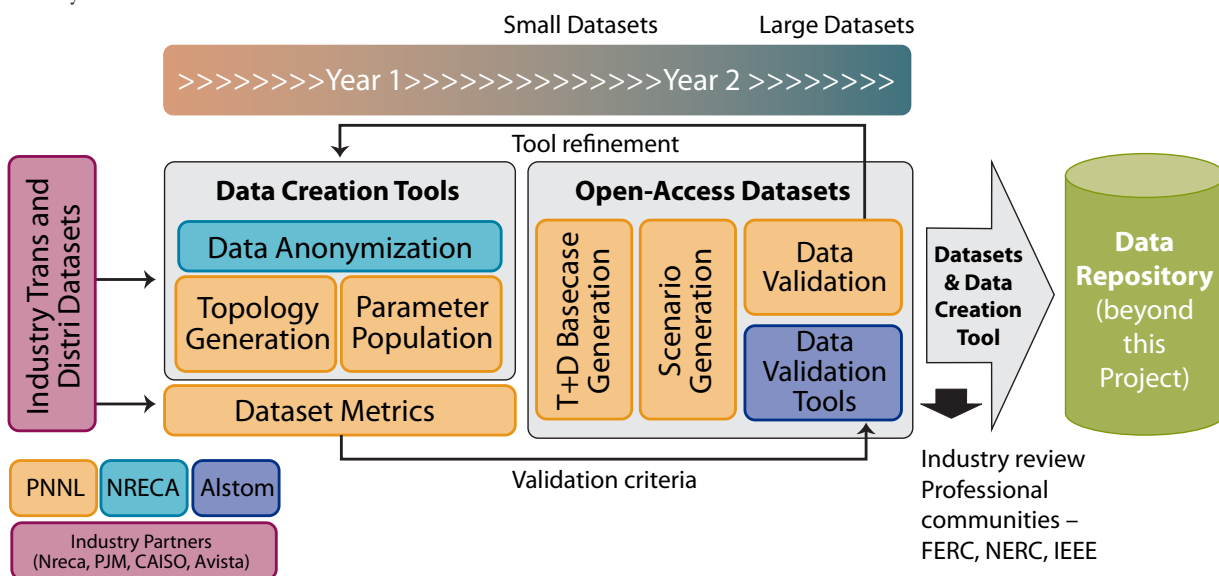 Small Datasets
Large Datasets
>>>>>>>>Year 1>>>>>>>>>>>>>>Year 2 >>>>>>>>
Tool refinement
Industry Trans and
Distri Datasets
Data Creation Tools
Data Anonymization
Topology
Generation
Parameter
Population
Dataset Metrics
Open-Access Datasets
T+D Basecase
Generation
Scenario
Generation
Data
Validation
Data
Validation
Tools
Validation criteria
Datasets
& Data
Creation
Tool
Data
Repository
(beyond
this
Project)
Industry review
Professional
communities –
FERC, NERC, IEEE
PNNL
NRECA
Alstom
Industry Partners
(Nreca, PJM, CAISO, Avista)